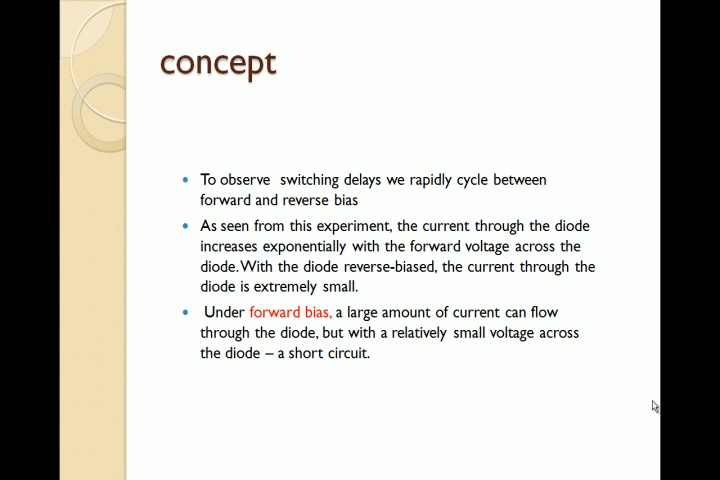 concept
To observe switching delays we rapidly cycle between
forward and reverse bias
As seen from this experiment, the current through the diode
increases exponentially with the forward voltage across the
diode. With the diode reverse-biased, the current through the
diode is extremely small.
Under forward bias, a large amount of current can flow
through the diode, but with a relatively small voltage across
the diode – a short circuit.